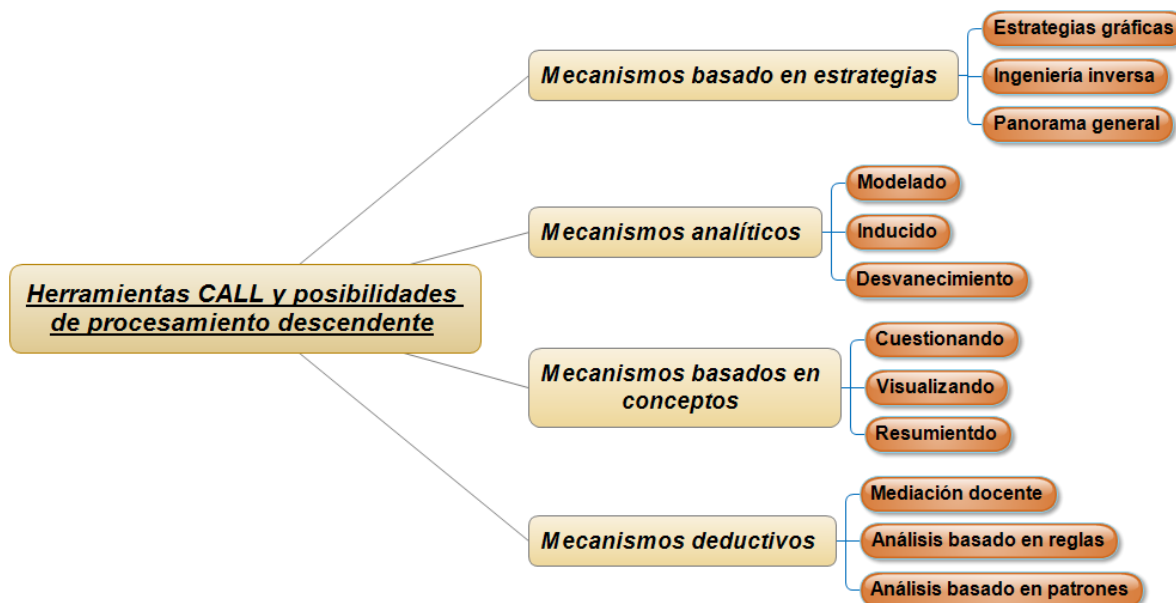 Herramientas CALL y posibilidades
de procesamiento descendente
Mecanismos basado en estrategias
Estrategias gráficas
Ingeniería inversa
Panorama general
Mecanismos analíticos
Modelado
Inducido
Desvanecimiento
Mecanismos basados en
conceptos
Cuestionando
Visualizando
Resumientdo
Mecanismos deductivos
Mediación docente
Análisis basado en reglas
Análisis basado en patrones